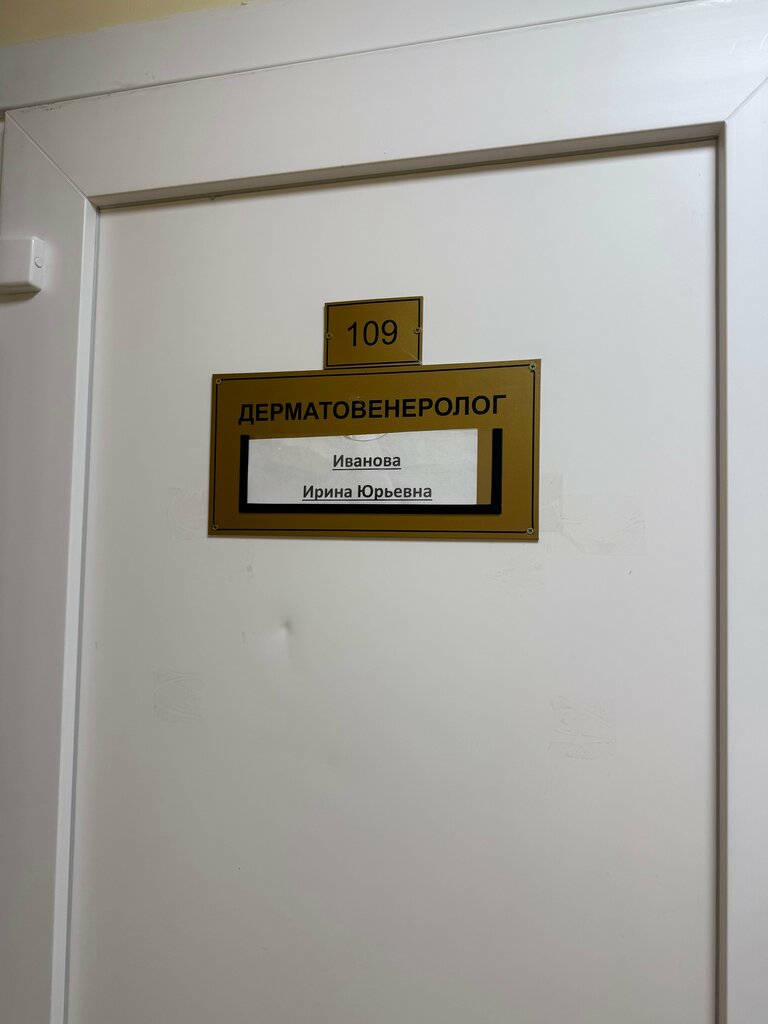 109
ДЕРМАТОВЕНЕРОЛОГ
Иванова
Ирина Юрьевна